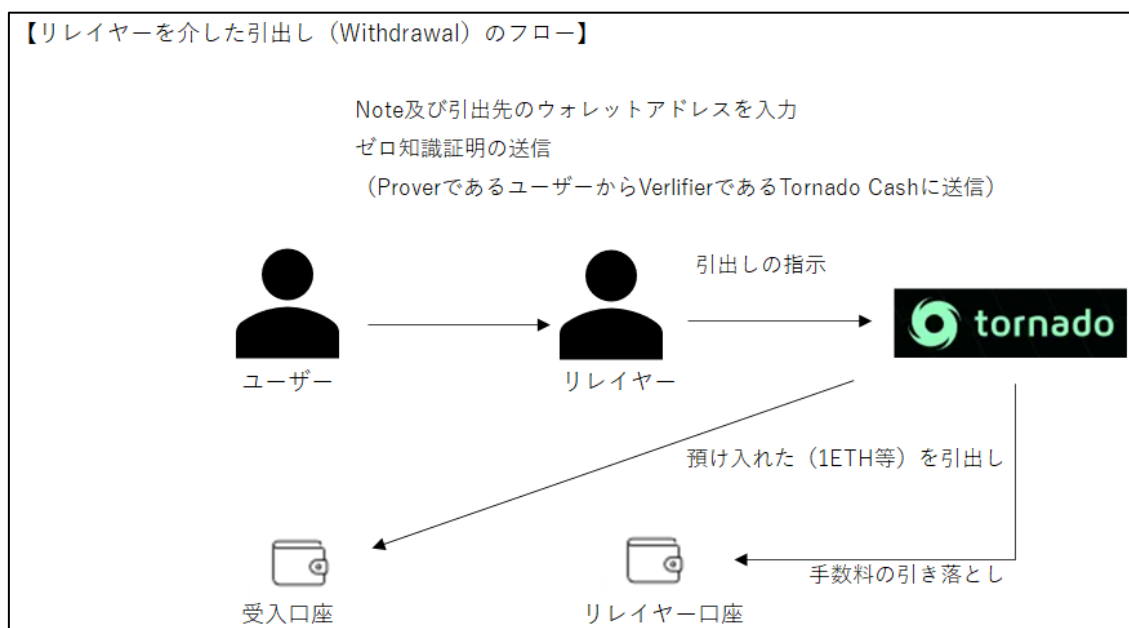 【リレイヤーを介した引出し（Withdrawal）のフロー】
Note及び引出先のウォレットアドレスを入力
ゼロ知識証明の送信
（ProverであるユーザーからVerlifierであるTornado Cashに送信）
引出しの指示
tornado
ユーザー
リレイヤー
預け入れた（1ETH等）を引出し
手数料の引き落とし
受入口座
リレイヤー口座